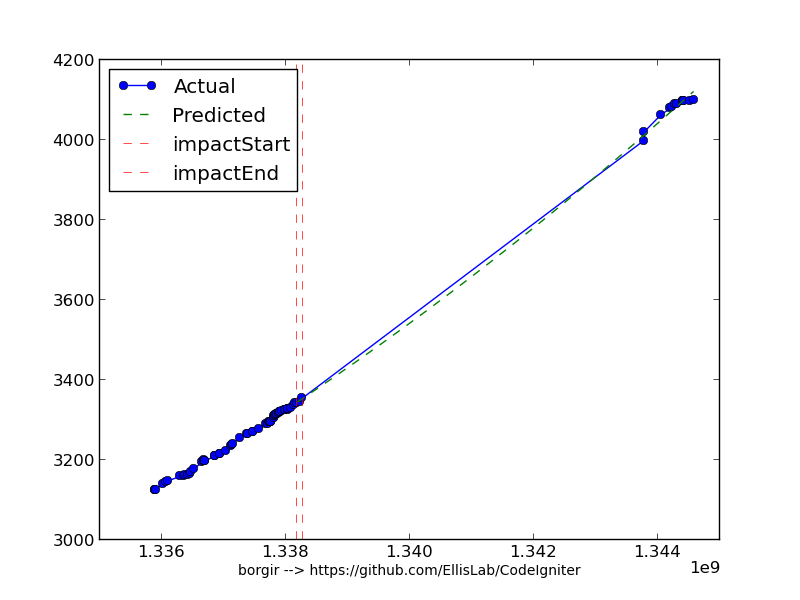 4200
4000
3800
3600
3400
3200
3000
Actual
Predicted
impactStart
impactEnd
1.336 1.338 1.340 1.342 1.344
1e9
borgir --> https://github.com/EllisLab/CodeIgniter